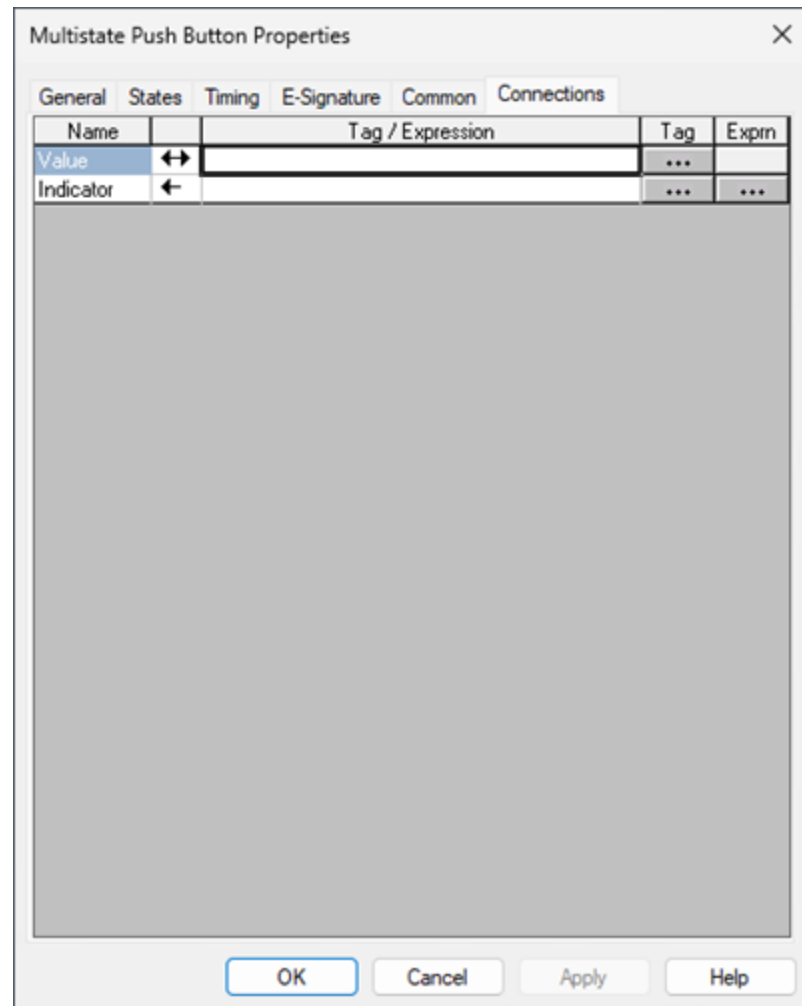 Multistate Push Button Properties
General States Timing E-Signature Common Connections
Name Tag / Expression Tag Exprn
Value ...
Indicator ... ...
OK Cancel Apply Help